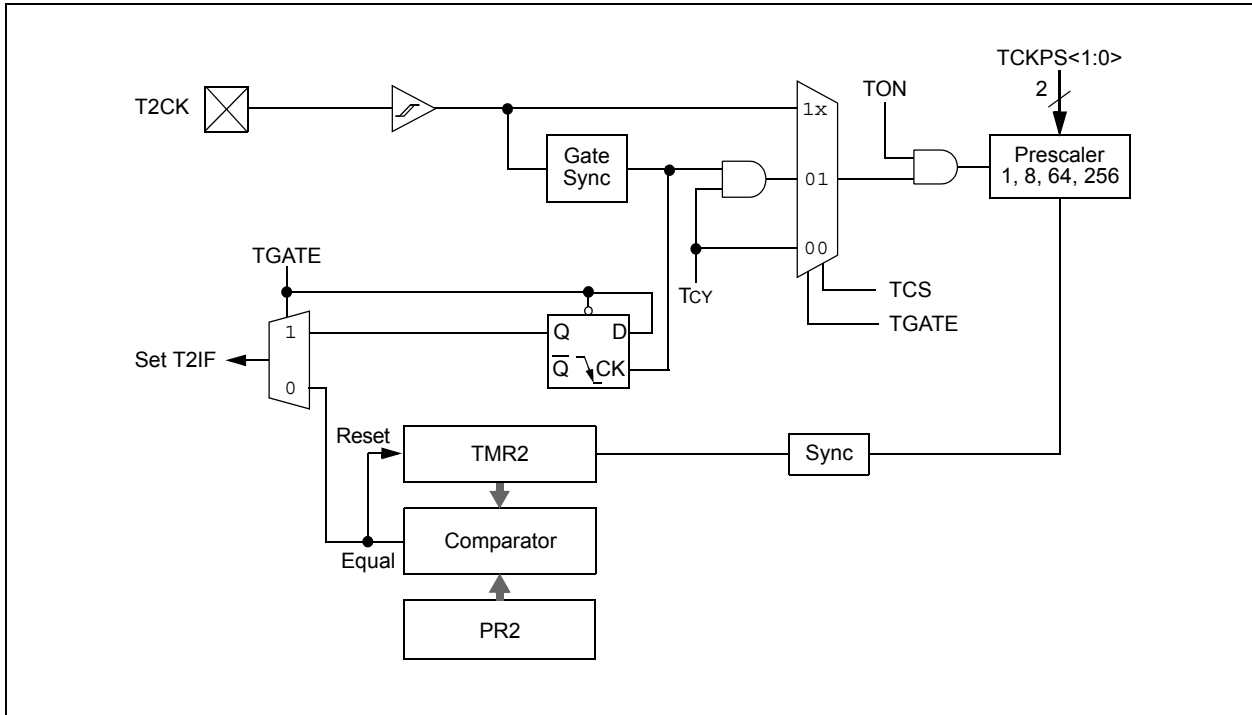 TCKPS<1:0>
2
T2CK
TON
1x
Gate
Sync
Prescaler
1, 8, 64, 256
01
00
TGATE
TCY
TCS
TGATE
1
Q
D
Set T2IF
Q
CK
0
Reset
TMR2
Sync
Comparator
Equal
PR2